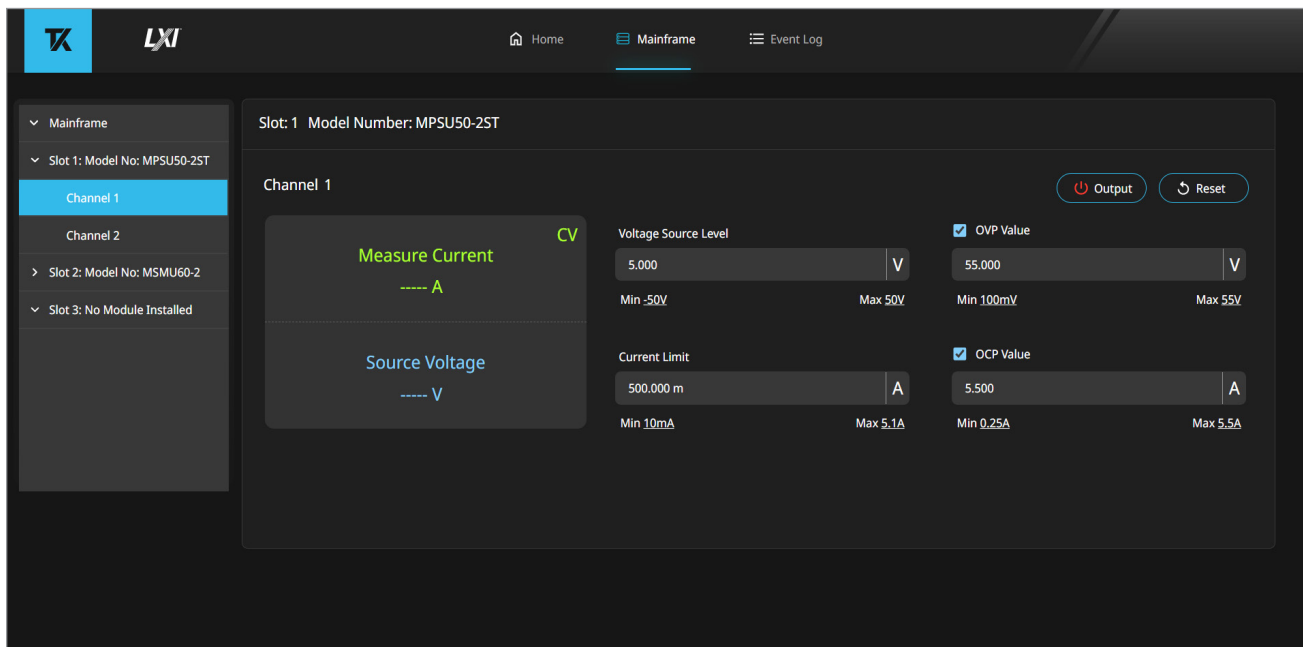 TK LXI Home Mainframe Event Log
Mainframe
Slot 1: Model No: MPSU50-2ST
Channel 1
Channel 2
Slot 2: Model No: MSMU60-2
Slot 3: No Module Installed
Slot: 1 Model Number: MPSU50-2ST
Channel 1
Output Reset
CV
Measure Current
----- A
Source Voltage
----- V
Voltage Source Level
5.000 V
Min -50V Max 50V
OVP Value
55.000 V
Min 100mV Max 55V
Current Limit
500.000 m A
Min 10mA Max 5.1A
OCP Value
5.500 A
Min 0.25A Max 5.5A